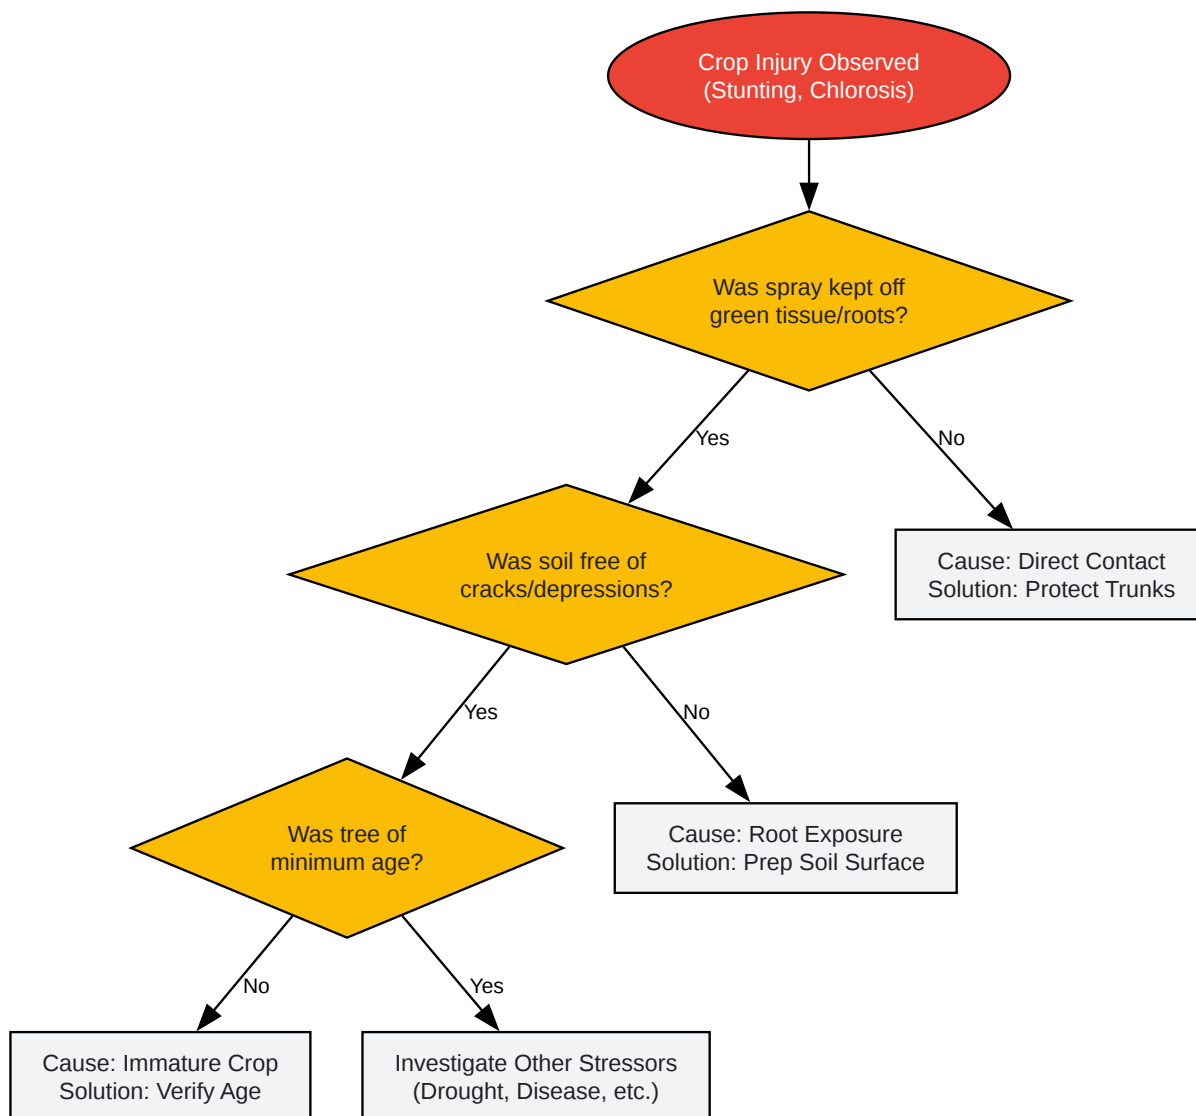 Crop Injury Observed
(Stunting, Chlorosis)
Was spray kept off
green tissue/roots?
Yes
No
Was soil free of
cracks/depressions?
Cause: Direct Contact
Solution: Protect Trunks
Yes
No
Was tree of
minimum age?
Cause: Root Exposure
Solution: Prep Soil Surface
No
Yes
Cause: Immature Crop
Solution: Verify Age
Investigate Other Stressors
(Drought, Disease, etc.)